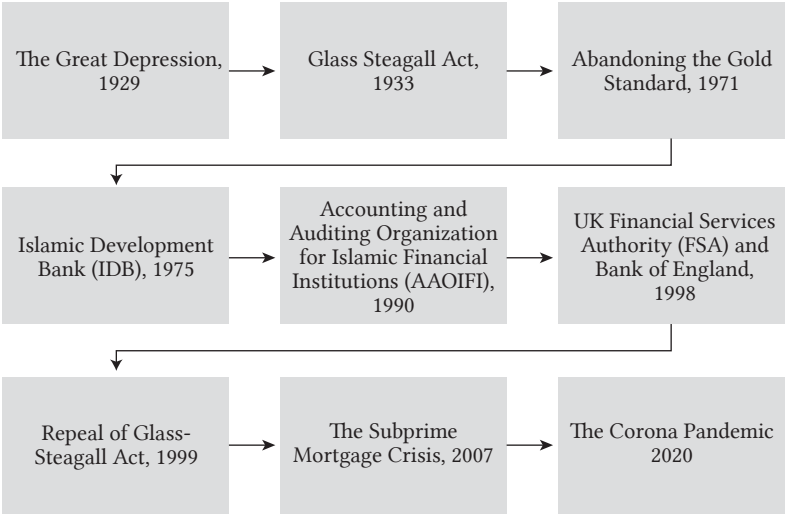 The Great Depression,
1929
Glass Steagall Act,
1933
Abandoning the Gold
Standard, 1971
Islamic Development
Bank (IDB), 1975
Accounting and
Auditing Organization
for Islamic Financial
Institutions (AAOIFI),
1990
UK Financial Services
Authority (FSA) and
Bank of England,
1998
Repeal of Glass-
Steagall Act, 1999
The Subprime
Mortgage Crisis, 2007
The Corona Pandemic
2020